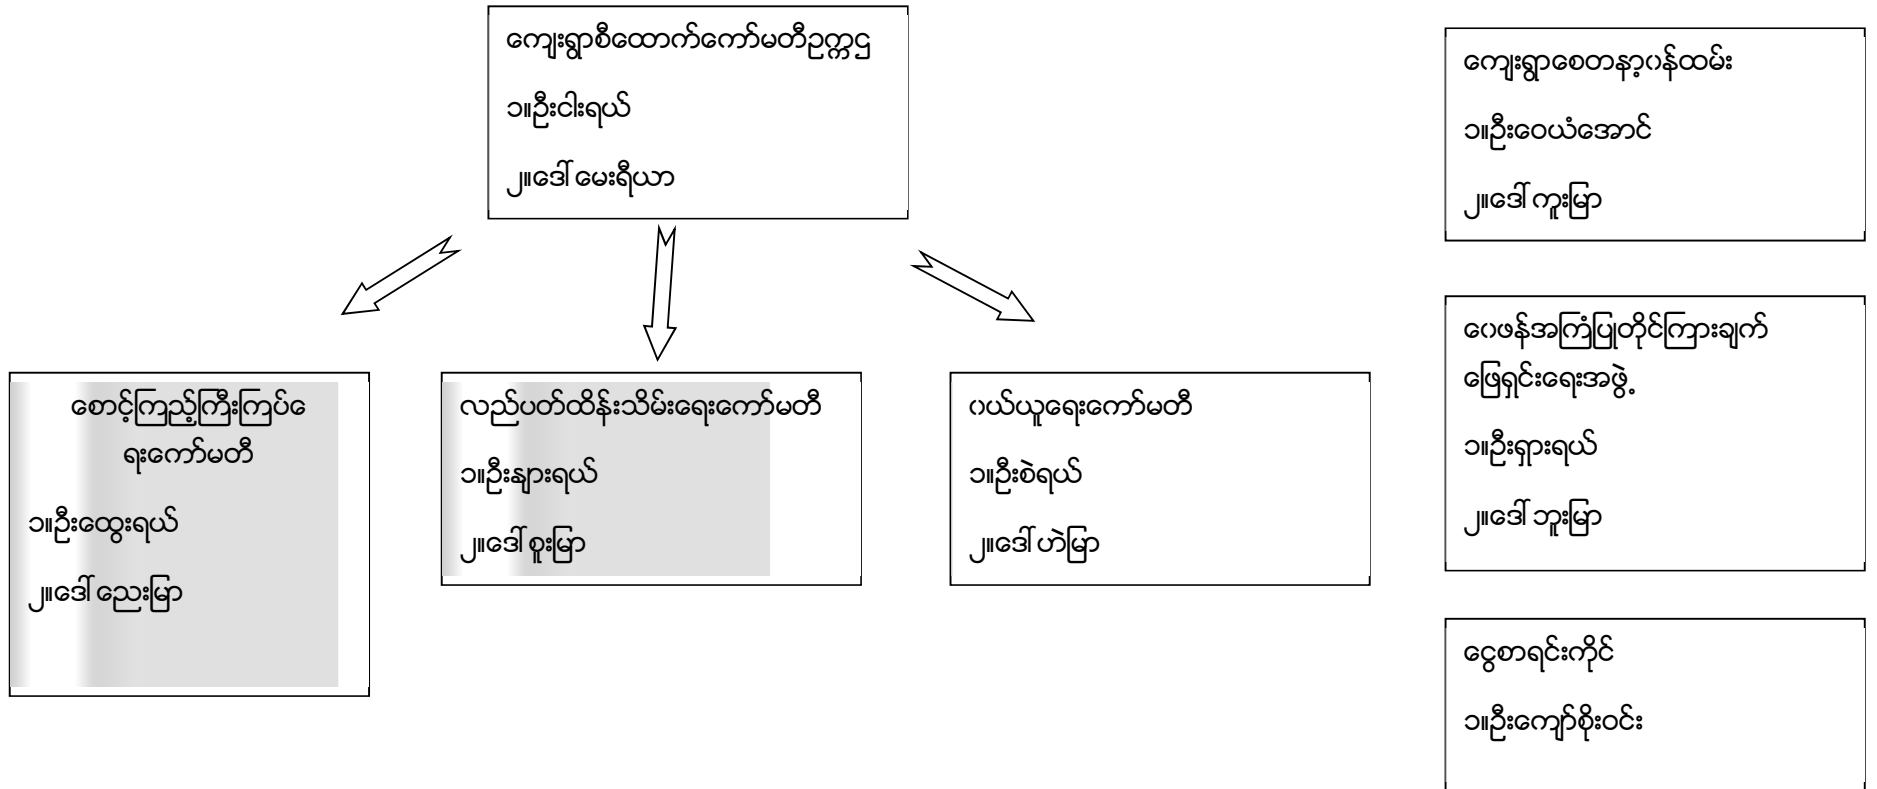 ကျေးရွာစီထောက်ကော်မတီဥက္ကဌ
၁။ဦးငါးရယ်
၂။ဒေါ် မေးရီယာ
ကျေးရွာစေတနာ့ဝန်ထမ်း
၁။ဦးဝေယံအောင်
၂။ဒေါ် ကူးမြာ
ဝေဖန်အကြံပြုတိုင်ကြားချက်
ဖြေရှင်းရေးအဖွဲ့
၁။ဦးရှားရယ်
၂။ဒေါ် ဘူးမြာ
စောင့်ကြည့်ကြီးကြပ်ေ
ရးကော်မတီ
၁။ဦးထွေးရယ်
၂။ဒေါ် ညေးမြာ
လည်ပတ်ထိန်းသိမ်းရေးကော်မတီ
၁။ဦးနျားရယ်
၂။ဒေါ် စူးမြာ
ဝယ်ယူရေးကော်မတီ
၁။ဦးစဲရယ်
၂။ဒေါ် ဟဲမြာ
ငွေစာရင်းကိုင်
၁။ဦးကျော်စိုးဝင်း